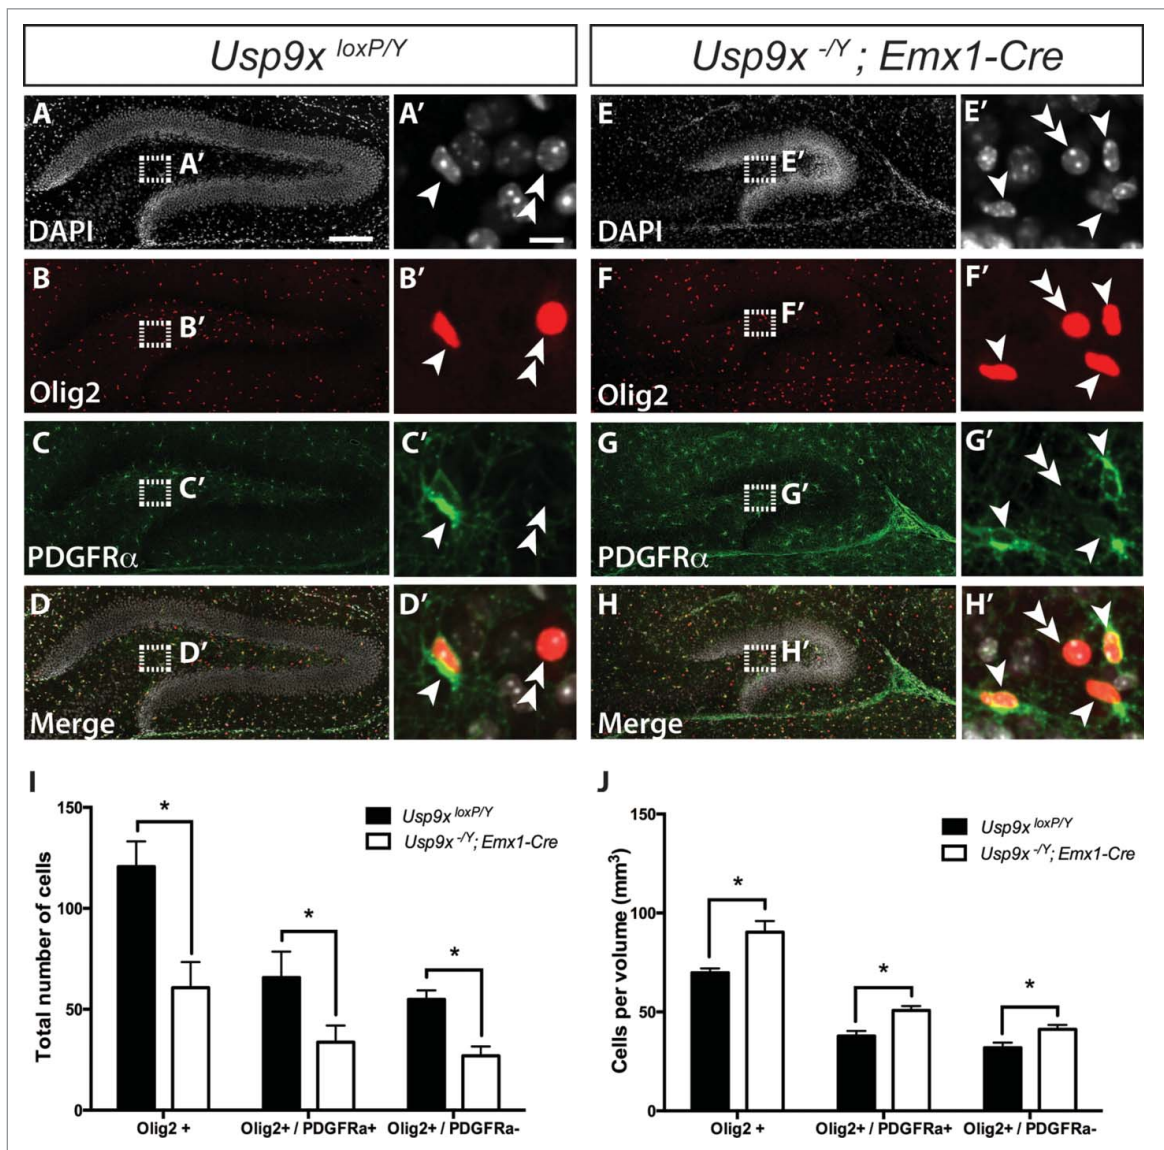 Usp9x loxP/Y
Usp9x -/Y; Emx1-Cre
A
A'
A'
DAPI
E
E'
E'
DAPI
B
B'
B'
Olig2
F
F'
F'
Olig2
C
C'
C'
PDGFRα
G
G'
G'
PDGFRα
D
D'
D'
Merge
H
H'
H'
Merge
I
150
100
50
0
Total number of cells
*
*
*
Usp9x loxP/Y
Usp9x -/Y; Emx1-Cre
Olig2 +
Olig2+ / PDGFRa+
Olig2+ / PDGFRa-
J
150
100
50
0
Cells per volume (mm³)
*
*
*
Usp9x loxP/Y
Usp9x -/Y; Emx1-Cre
Olig2 +
Olig2+ / PDGFRa+
Olig2+ / PDGFRa-